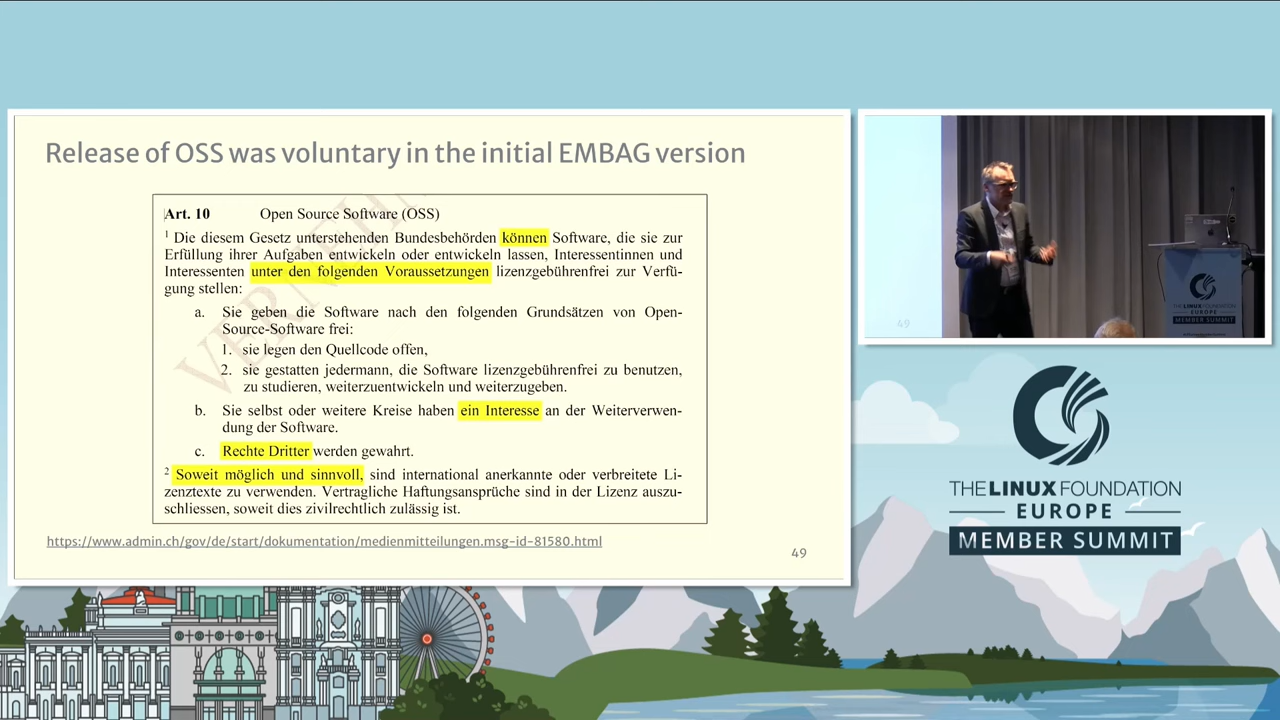 Release of OSS was voluntary in the initial EMBAG version
Art. 10 Open Source Software (OSS)
1 Die diesem Gesetz unterstehenden Bundesbehörden können Software, die sie zur
Erfüllung ihrer Aufgaben entwickeln oder entwickeln lassen, Interessentinnen und
Interessenten unter den folgenden Voraussetzungen lizenzgebührenfrei zur Verfü-
gung stellen:
a. Sie geben die Software nach den folgenden Grundsätzen von Open-
Source-Software frei:
1. sie legen den Quellcode offen,
2. sie gestatten jedermann, die Software lizenzgebührenfrei zu benutzen,
zu studieren, weiterzuentwickeln und weiterzugeben.
b. Sie selbst oder weitere Kreise haben ein Interesse an der Weiterverwen-
dung der Software.
c. Rechte Dritter werden gewahrt.
2 Soweit möglich und sinnvoll, sind international anerkannte oder verbreitete Li-
zenztexte zu verwenden. Vertragliche Haftungsansprüche sind in der Lizenz auszu-
schliessen, soweit dies zivilrechtlich zulässig ist.
https://www.admin.ch/gov/de/start/dokumentation/medienmitteilungen.msg-id-81580.html
49
49
THE LINUX FOUNDATION
EUROPE
MEMBER SUMMIT
THE LINUX FOUNDATION
EUROPE
MEMBER SUMMIT